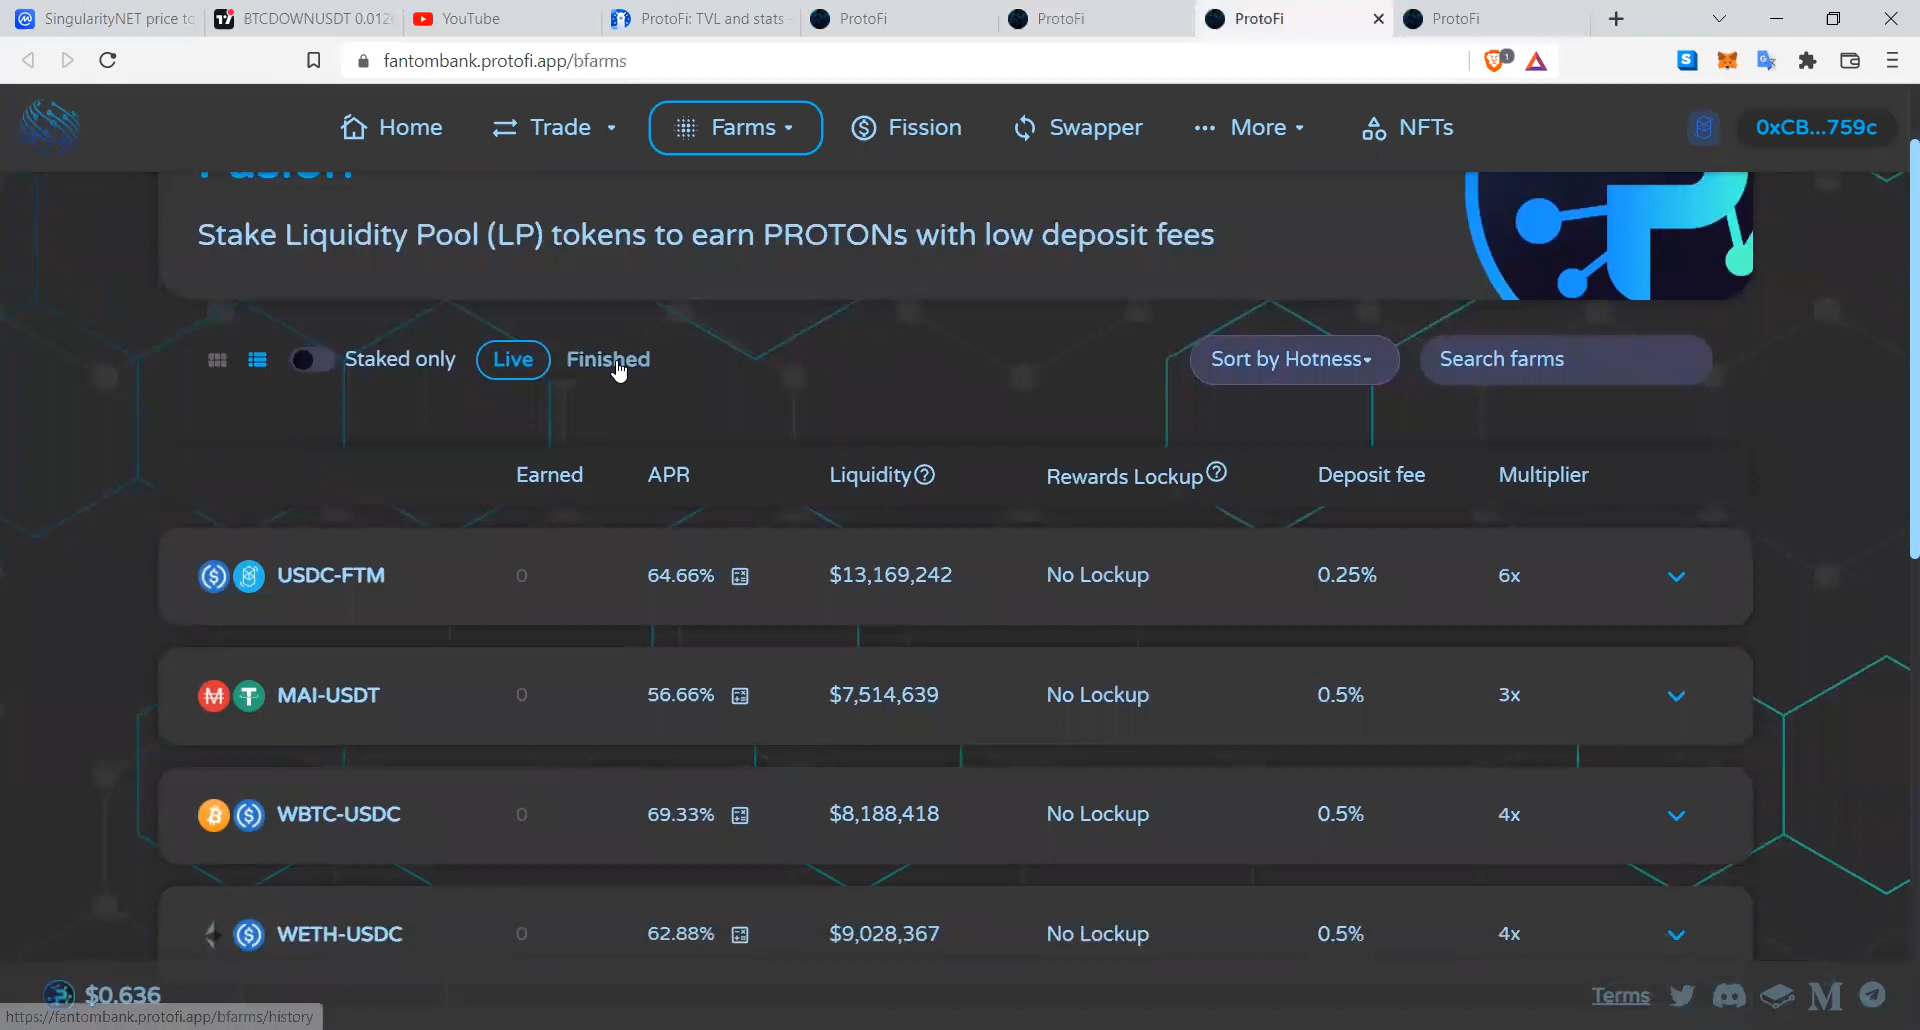 SingularityNET price to
BTCDOWNUSDT 0.012
YouTube
ProtoFi: TVL and stats -
ProtoFi
ProtoFi
ProtoFi
ProtoFi
fantombank.protofi.app/bfarms
1
Home
Trade
Farms
Fission
Swapper
More
NFTs
0xCB...759c
Fusion
Stake Liquidity Pool (LP) tokens to earn PROTONs with low deposit fees
Staked only
Live
Finished
Sort by Hotness
Search farms
Earned APR Liquidity Rewards Lockup Deposit fee Multiplier
USDC-FTM 0 64.66% $13,169,242 No Lockup 0.25% 6x
MAI-USDT 0 56.66% $7,514,639 No Lockup 0.5% 3x
WBTC-USDC 0 69.33% $8,188,418 No Lockup 0.5% 4x
WETH-USDC 0 62.88% $9,028,367 No Lockup 0.5% 4x
$0.636
Terms
https://fantombank.protofi.app/bfarms/history